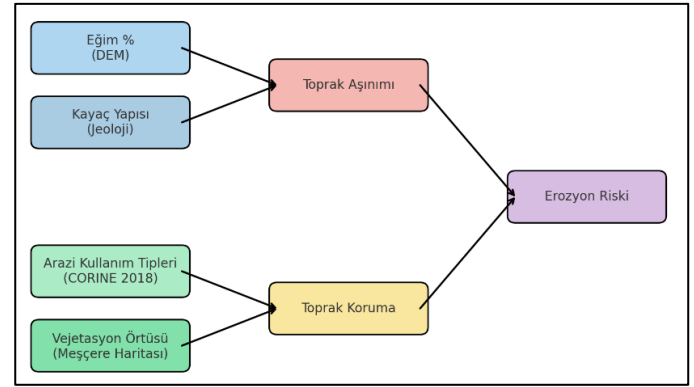 Eğim %
(DEM)
Kayaç Yapısı
(Jeoloji)
Toprak Aşınımı
Erozyon Riski
Arazi Kullanım Tipleri
(CORINE 2018)
Vejetasyon Örtüsü
(Meşçere Haritası)
Toprak Koruma